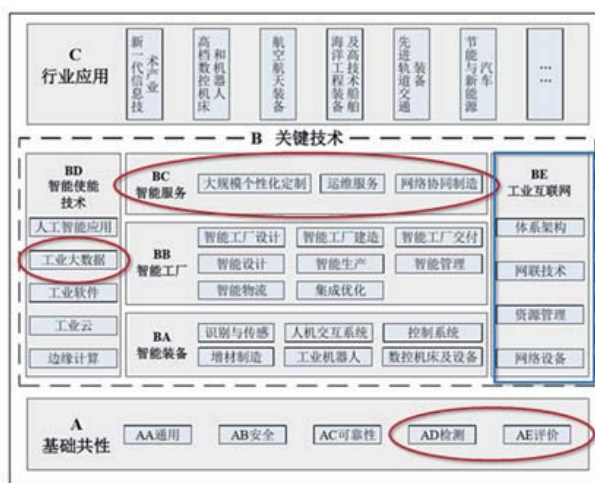 C
行业应用
新一代信息技
术产业
高档数控机床
和机器人
航空航天装备
海洋工程装备
及高技术船舶
先进轨道交通
装备
节能与新能源
汽车
……
B 关键技术
BD
智能使能
技术
人工智能应用
工业大数据
工业软件
工业云
边缘计算
BC
智能服务
大规模个性化定制
运维服务
网络协同制造
BB
智能工厂
智能工厂设计
智能工厂建造
智能工厂交付
智能设计
智能生产
智能管理
智能物流
集成优化
BA
智能装备
识别与传感
人机交互系统
控制系统
增材制造
工业机器人
数控机床及设备
BE
工业互联网
体系架构
网联技术
资源管理
网络设备
A
基础共性
AA通用
AB安全
AC可靠性
AD检测
AE评价